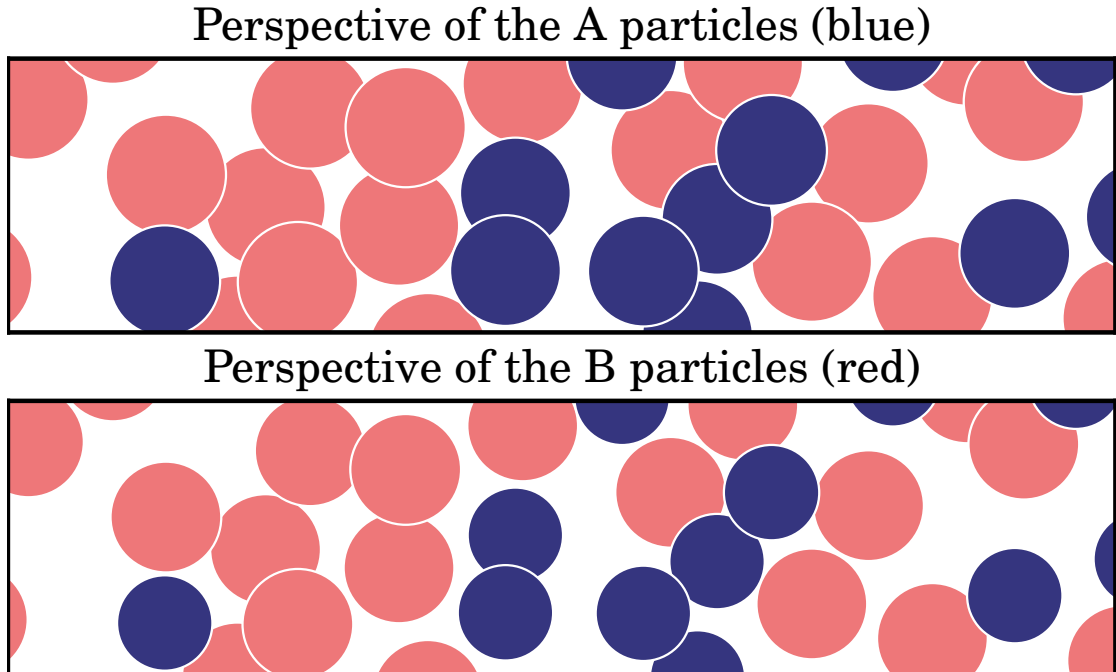 Perspective of the A particles (blue)
Perspective of the B particles (red)